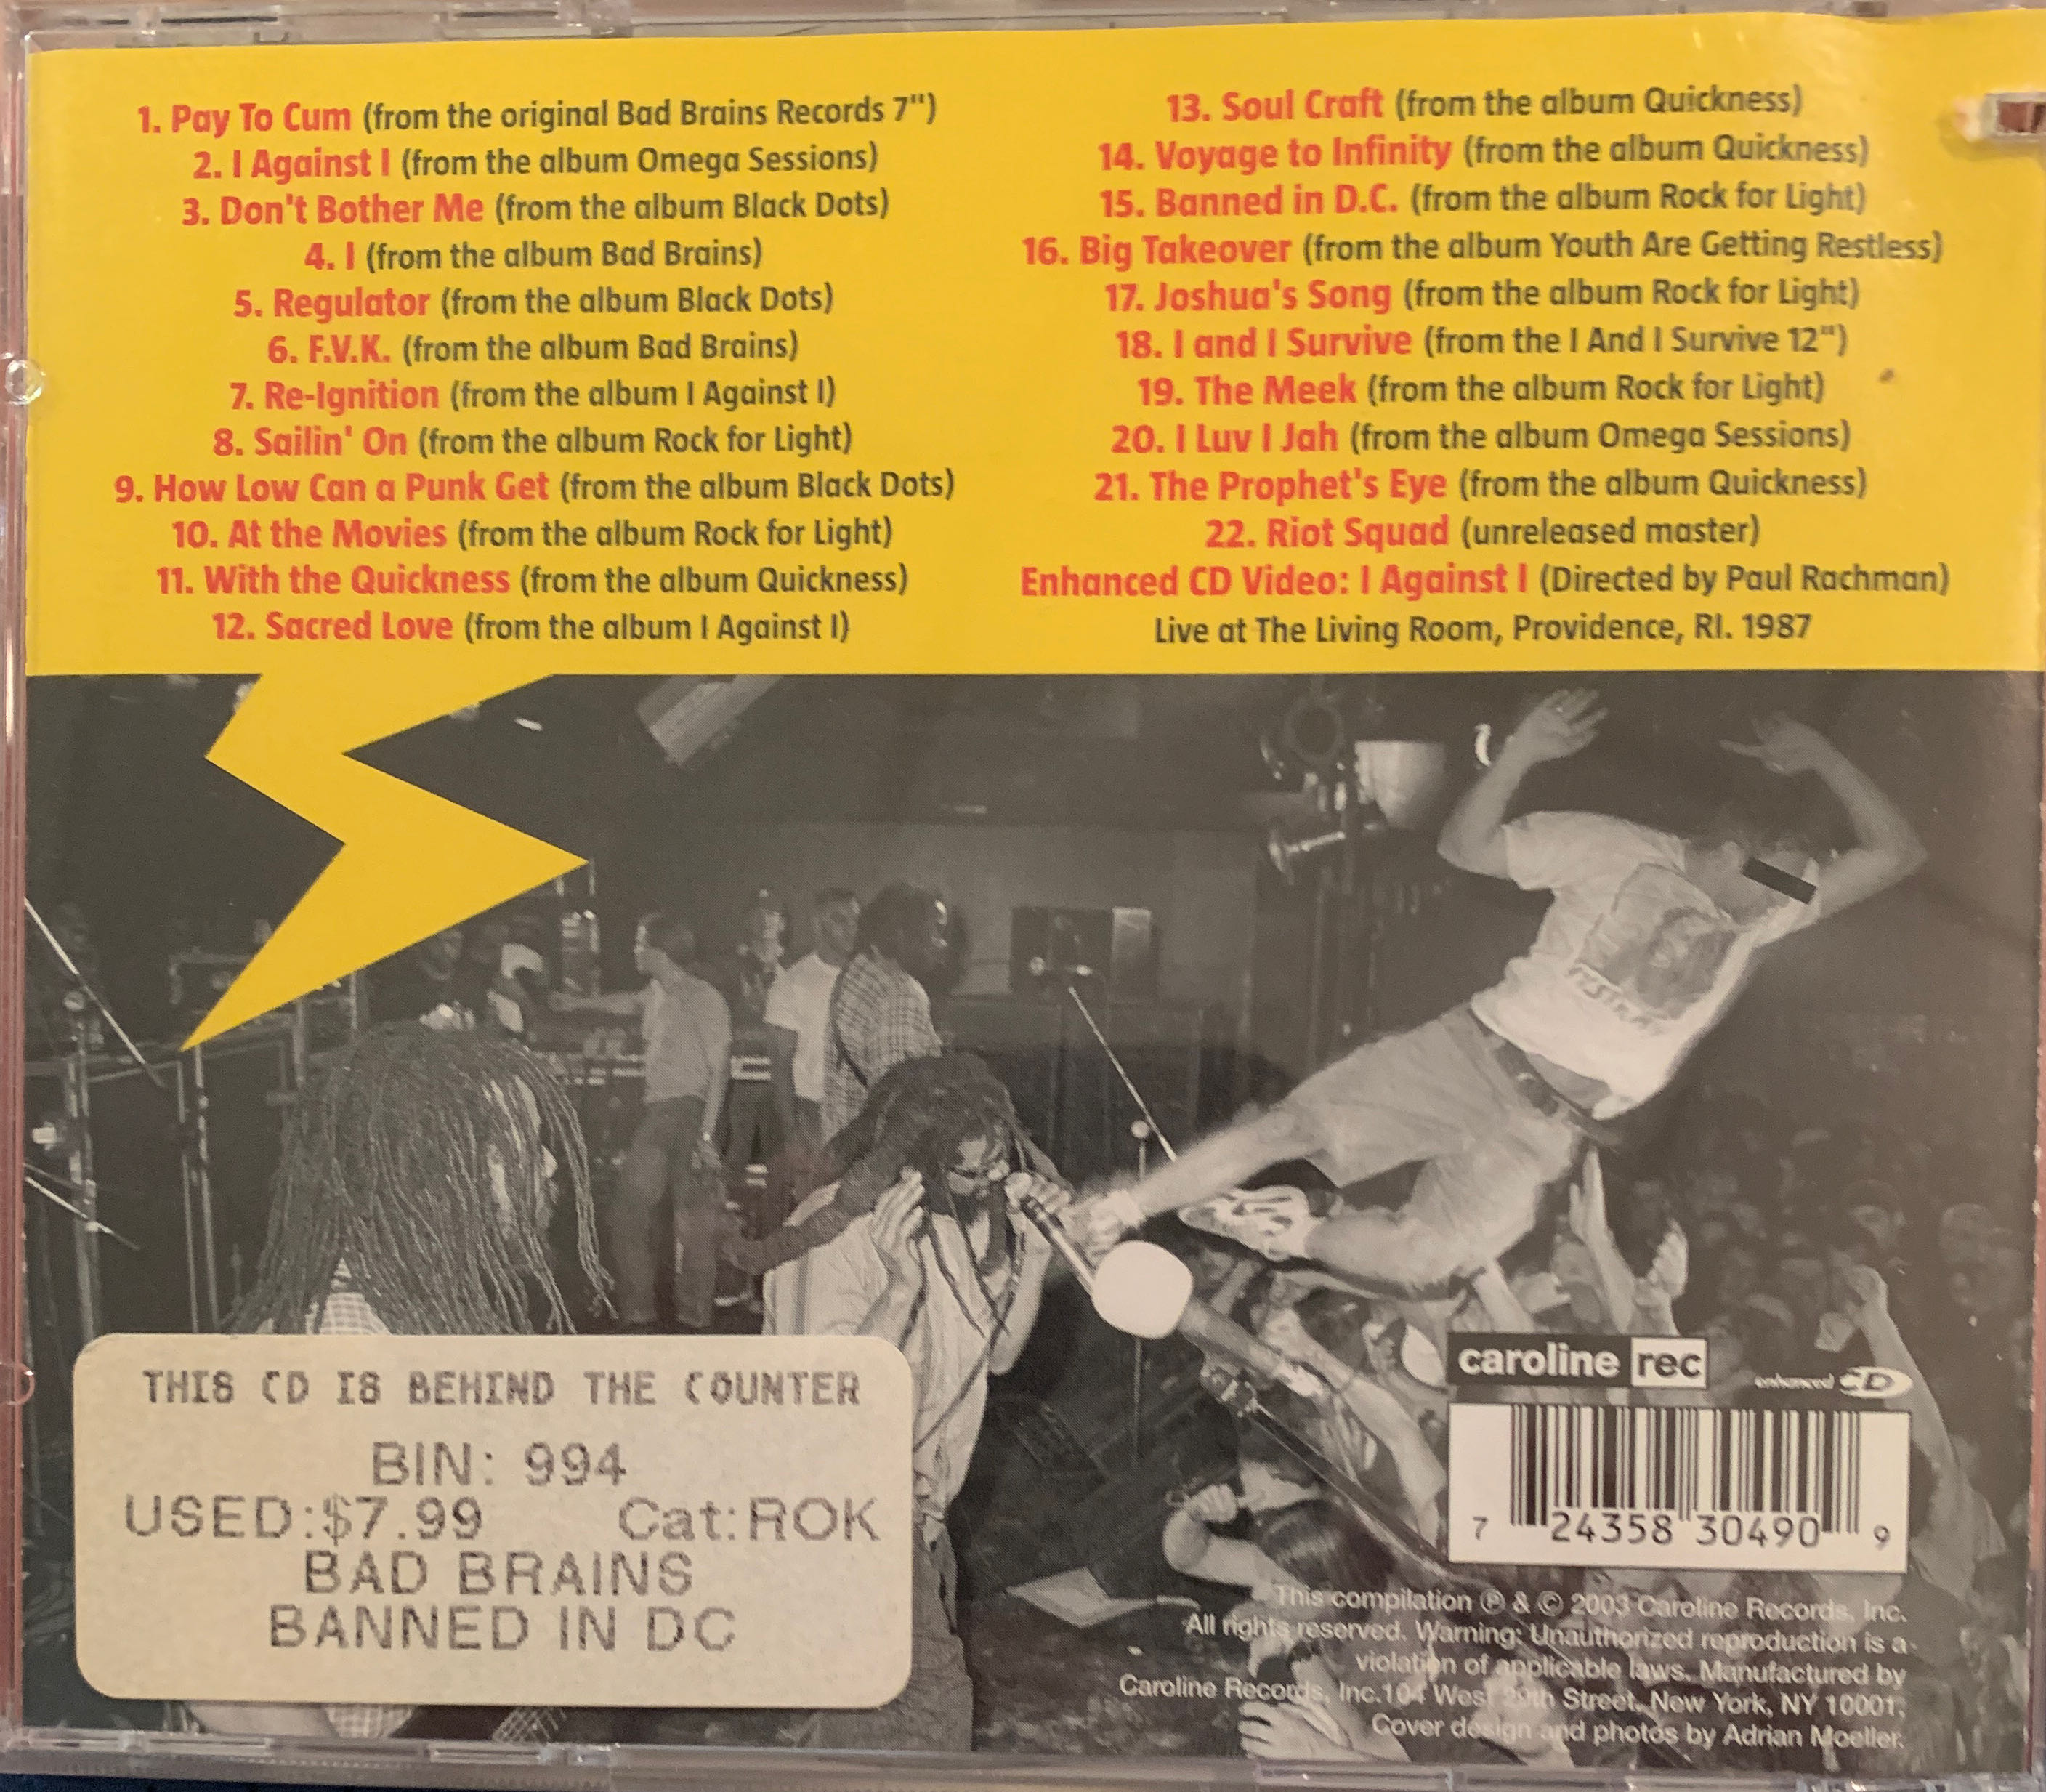 1. Pay To Cum (from the original Bad Brains Records 7")
2. I Against I (from the album Omega Sessions)
3. Don't Bother Me (from the album Black Dots)
4. I (from the album Bad Brains)
5. Regulator (from the album Black Dots)
6. F.V.K. (from the album Bad Brains)
7. Re-Ignition (from the album I Against I)
8. Sailin' On (from the album Rock for Light)
9. How Low Can a Punk Get (from the album Black Dots)
10. At the Movies (from the album Rock for Light)
11. With the Quickness (from the album Quickness)
12. Sacred Love (from the album I Against I)
13. Soul Craft (from the album Quickness)
14. Voyage to Infinity (from the album Quickness)
15. Banned in D.C. (from the album Rock for Light)
16. Big Takeover (from the album Youth Are Getting Restless)
17. Joshua's Song (from the album Rock for Light)
18. I and I Survive (from the I And I Survive 12")
19. The Meek (from the album Rock for Light)
20. I Luv I Jah (from the album Omega Sessions)
21. The Prophet's Eye (from the album Quickness)
22. Riot Squad (unreleased master)
Enhanced CD Video: I Against I (Directed by Paul Rachman)
Live at The Living Room, Providence, RI. 1987
THIS CD IS BEHIND THE COUNTER
BIN: 994
USED:$7.99 Cat:ROK
BAD BRAINS
BANNED IN DC
caroline rec
enhanced CD
7 24358 30490 9
This compilation ℗ & © 2003 Caroline Records, Inc.
All rights reserved. Warning: Unauthorized reproduction is a
violation of applicable laws. Manufactured by
Caroline Records, Inc.104 West 29th Street, New York, NY 10001.
Cover design and photos by Adrian Moeller.